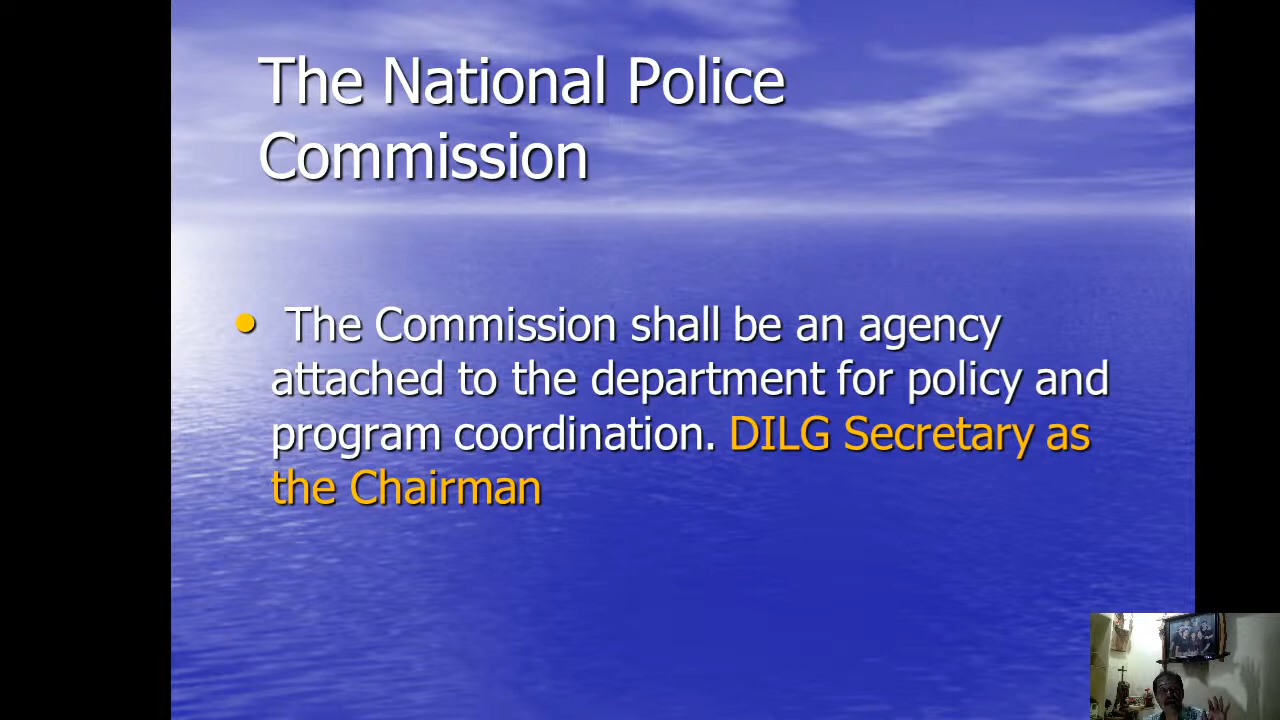 The National Police
Commission
• The Commission shall be an agency
attached to the department for policy and
program coordination. DILG Secretary as
the Chairman